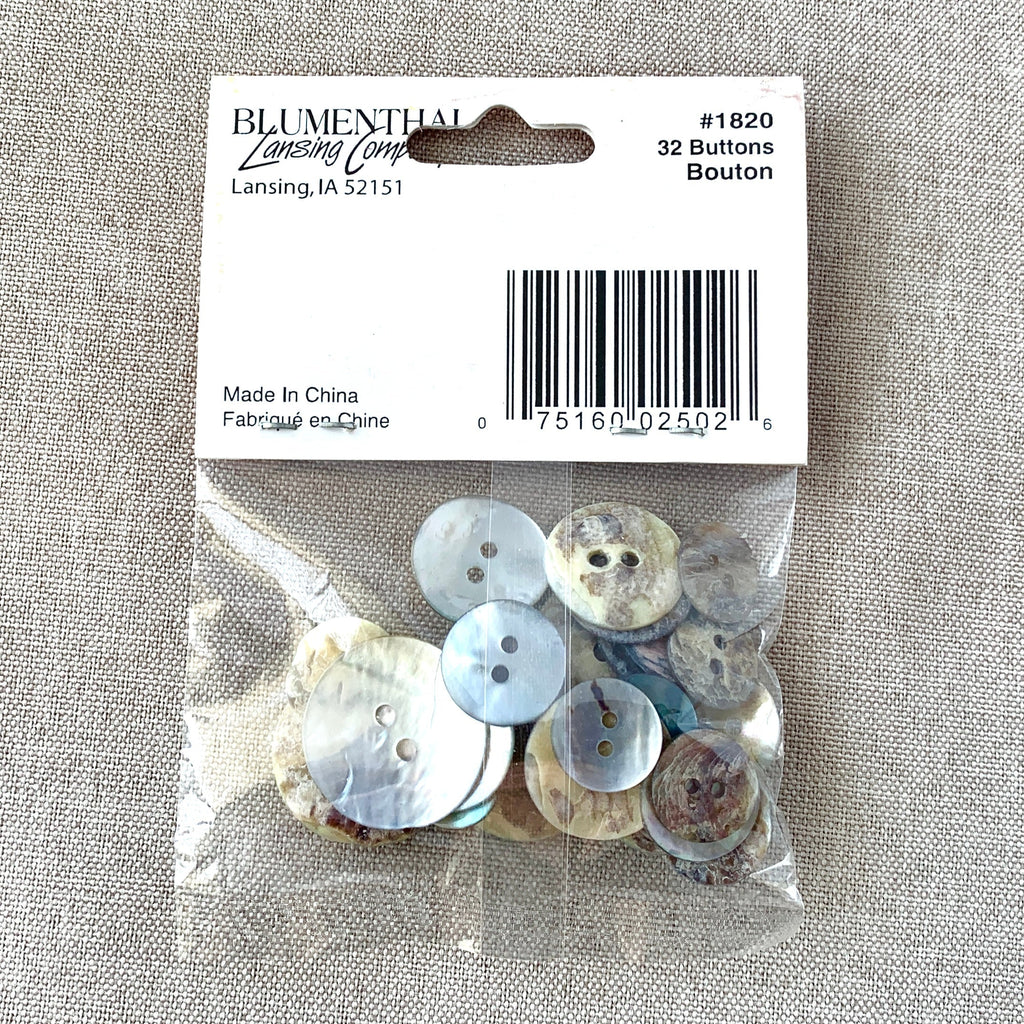 BLUMENTHAL
Lansing
Lansing, IA 52151
#1820
32 Buttons
Bouton
Made In China
Fabriqué en Chine
0 75160 02502 6